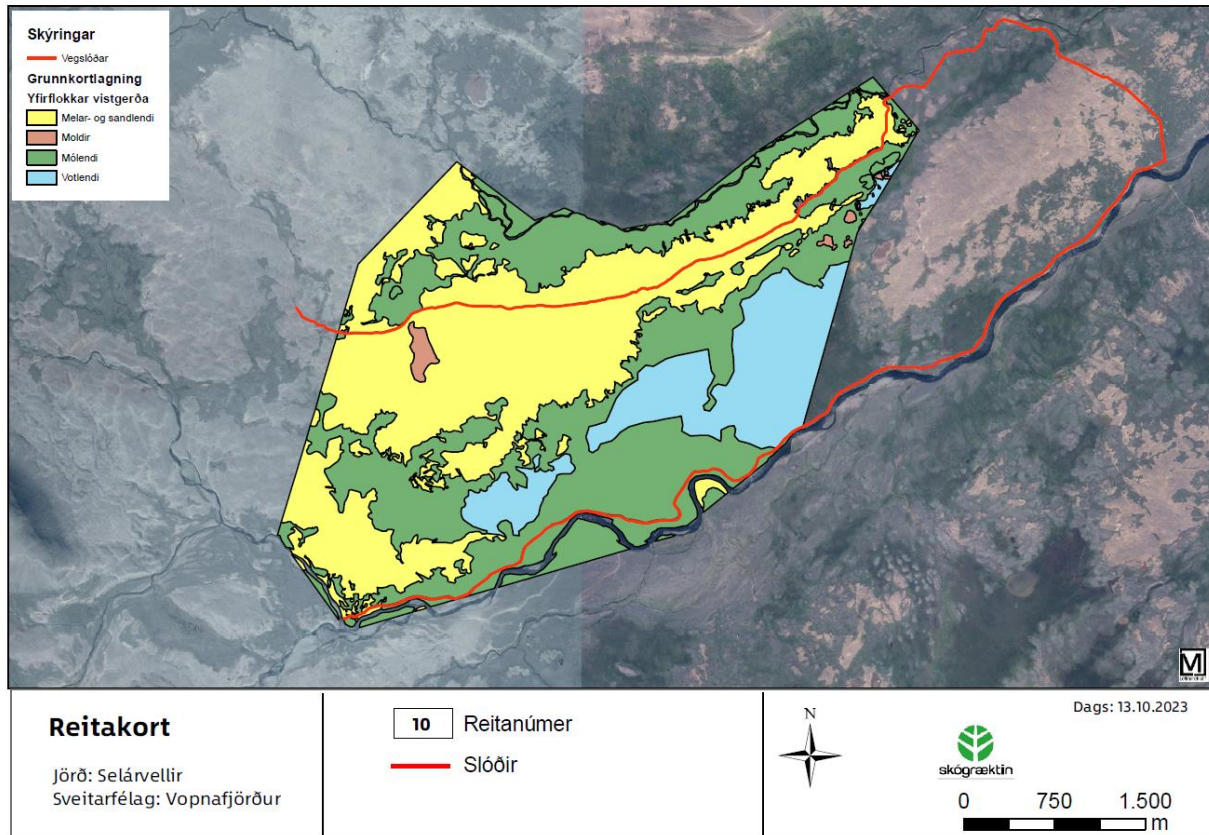 Skýringar
Vegslóðar
Grunnkortlagning
Yfirflokkar vistgerða
Melar- og sandlendi
Moldir
Mólendi
Votlendi
Reitakort
Jörð: Selárvellir
Sveitarfélag: Vopnafjörður
10 Reitanúmer
Slóðir
N
Dags: 13.10.2023
skógræktin
0 750 1.500
m